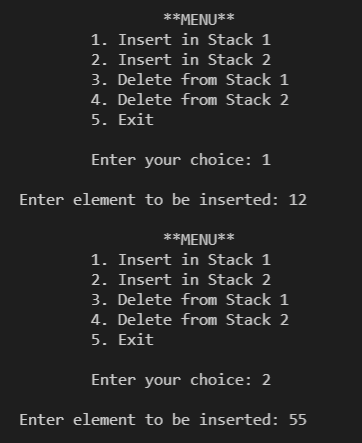 **MENU**
1. Insert in Stack 1
2. Insert in Stack 2
3. Delete from Stack 1
4. Delete from Stack 2
5. Exit
Enter your choice: 1
Enter element to be inserted: 12
**MENU**
1. Insert in Stack 1
2. Insert in Stack 2
3. Delete from Stack 1
4. Delete from Stack 2
5. Exit
Enter your choice: 2
Enter element to be inserted: 55